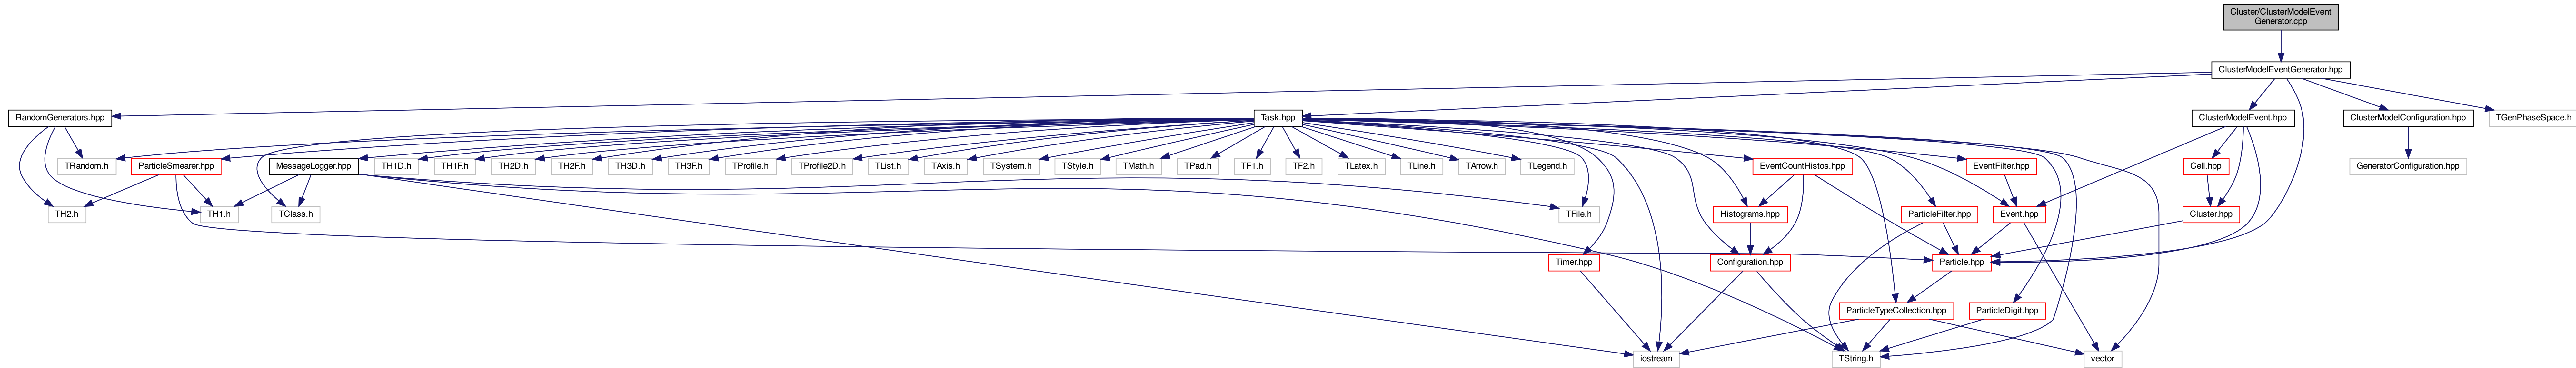 Cluster/ClusterModelEvent
Generator.cpp
ClusterModelEventGenerator.hpp
RandomGenerators.hpp
Task.hpp
ClusterModelEvent.hpp
ClusterModelConfiguration.hpp
TGenPhaseSpace.h
TRandom.h
ParticleSmearer.hpp
MessageLogger.hpp
TH1D.h
TH1F.h
TH2D.h
TH2F.h
TH3D.h
TH3F.h
TProfile.h
TProfile2D.h
TList.h
TAxis.h
TSystem.h
TStyle.h
TMath.h
TPad.h
TF1.h
TF2.h
TLatex.h
TLine.h
TArrow.h
TLegend.h
EventCountHistos.hpp
EventFilter.hpp
Cell.hpp
GeneratorConfiguration.hpp
TH2.h
TH1.h
TClass.h
TFile.h
Histograms.hpp
ParticleFilter.hpp
Event.hpp
Cluster.hpp
Timer.hpp
Configuration.hpp
Particle.hpp
ParticleTypeCollection.hpp
ParticleDigit.hpp
iostream
TString.h
vector